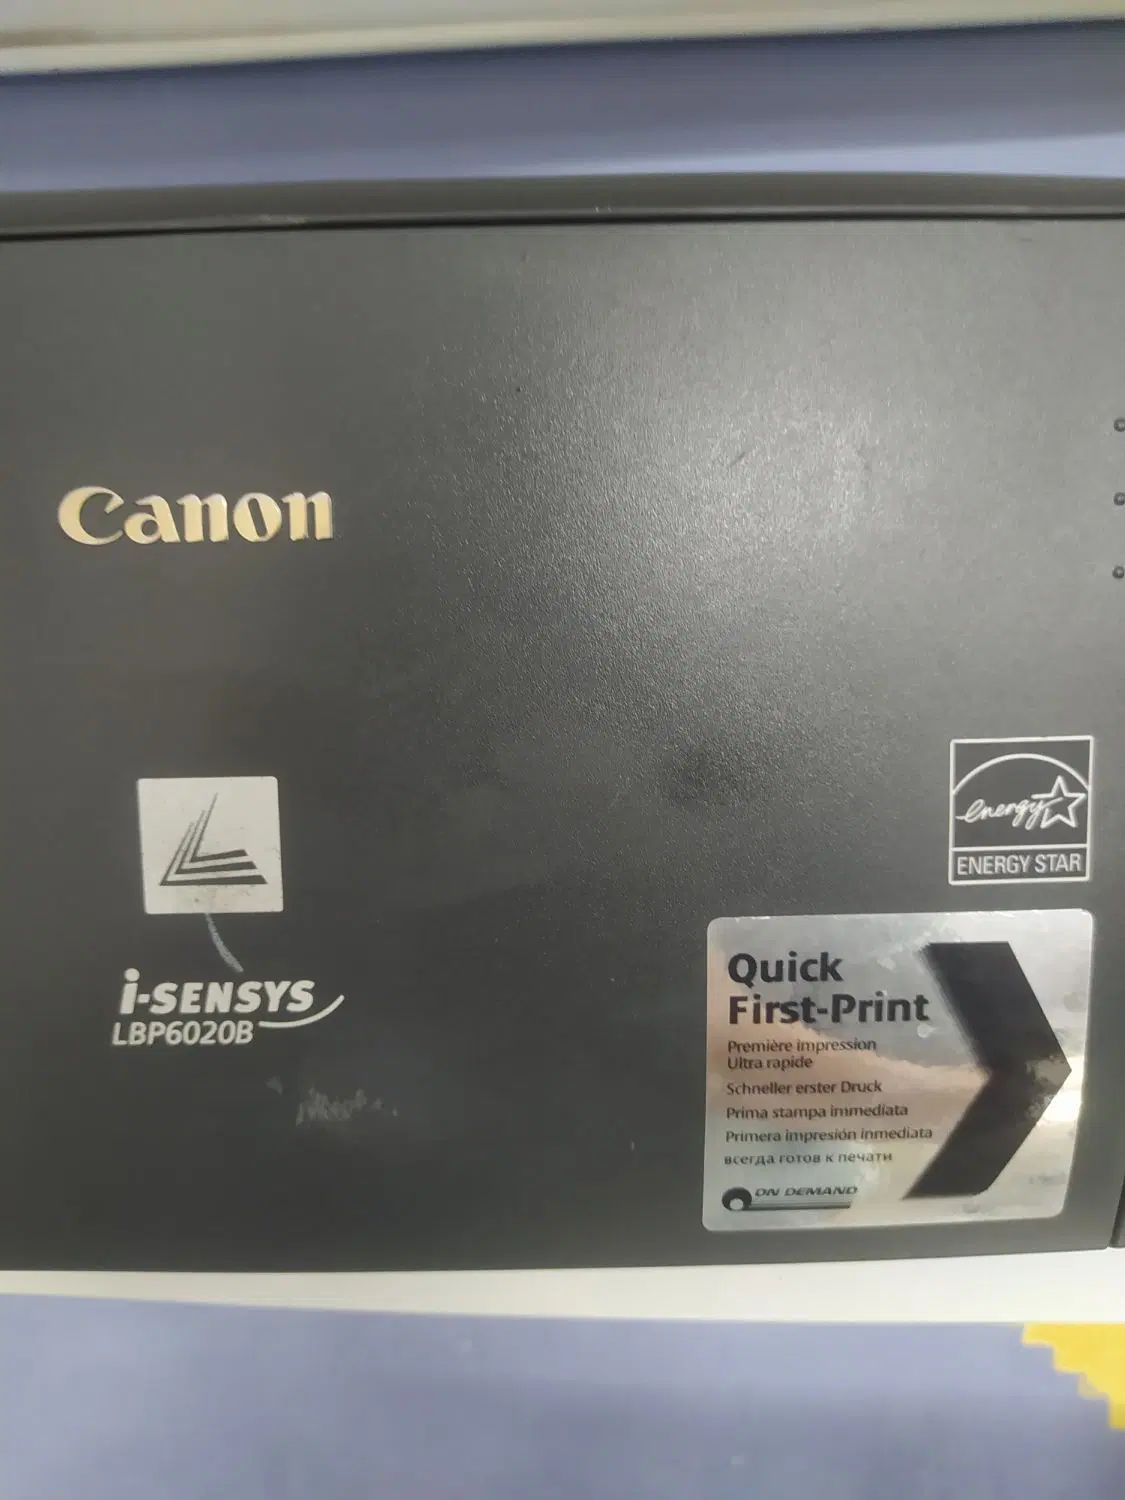 Canon
energy
ENERGY STAR
i-SENSYS
LBP6020B
Quick
First-Print
Première impression
Ultra rapide
Schneller erster Druck
Prima stampa immediata
Primera impresión inmediata
всегда готов к печати
ON DEMAND